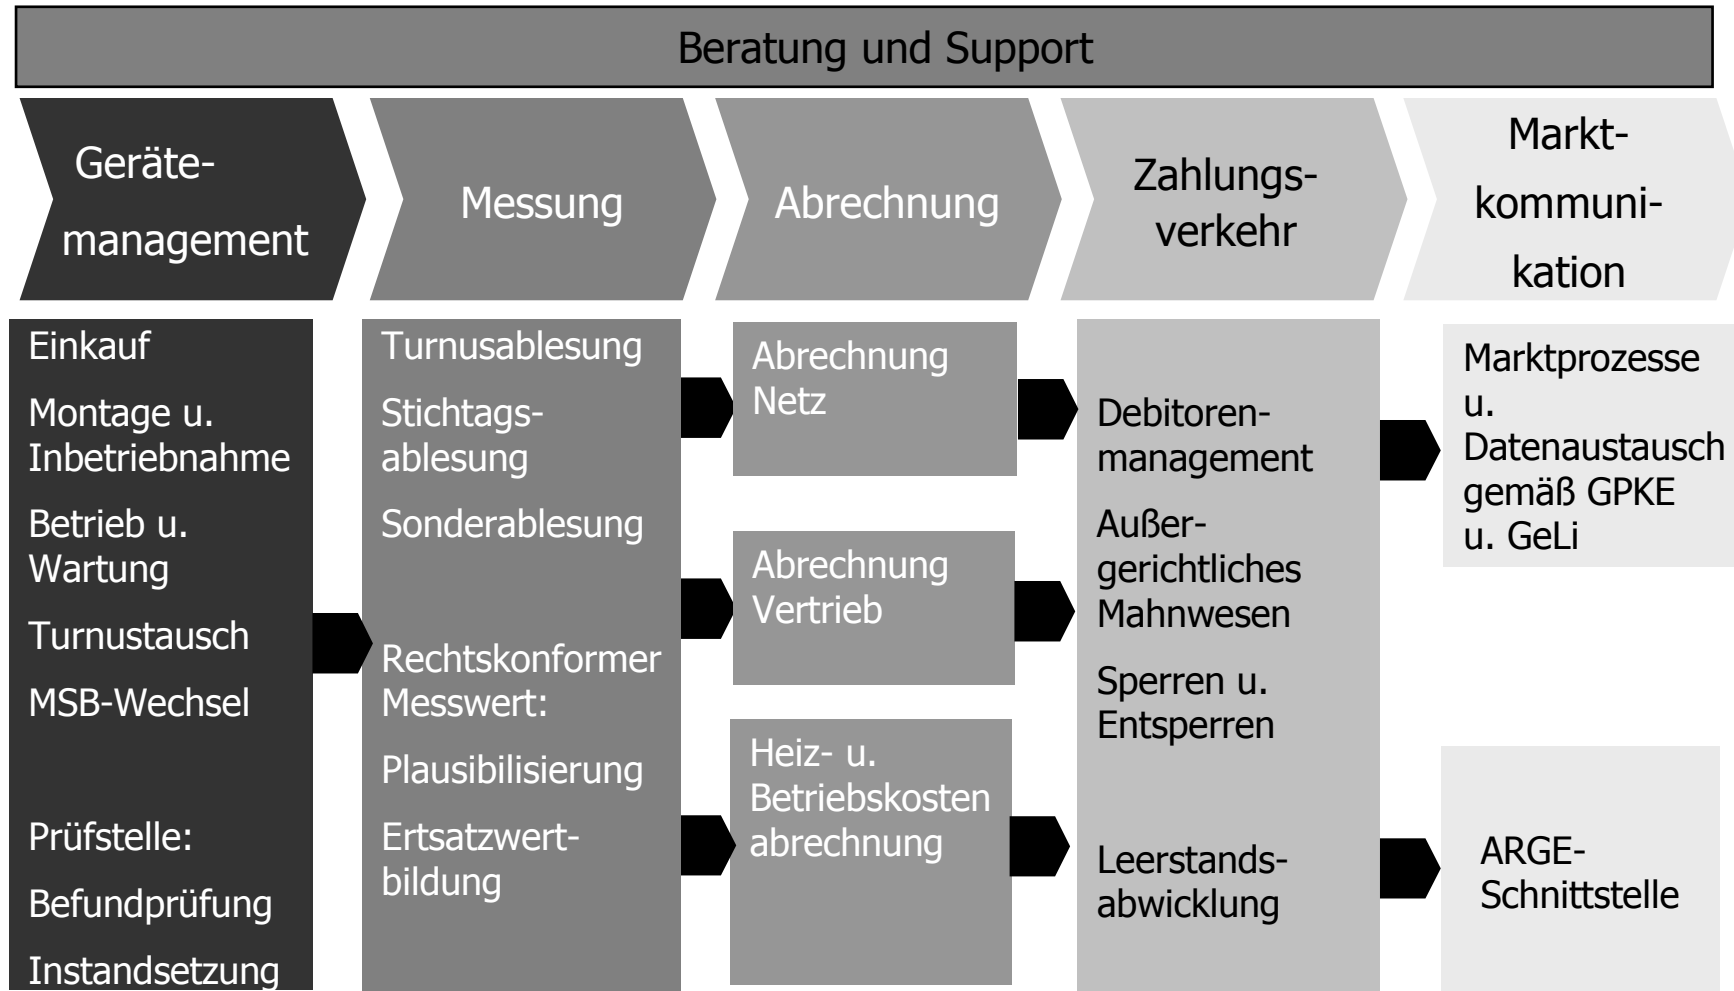 Beratung und Support
Geräte-
management
Messung
Abrechnung
Zahlungs-
verkehr
Markt-
kommuni-
kation
Einkauf
Montage u.
Inbetriebnahme
Betrieb u.
Wartung
Turnustausch
MSB-Wechsel
Prüfstelle:
Befundprüfung
Instandsetzung
Turnusablesung
Stichtags-
ablesung
Sonderablesung
Rechtskonformer
Messwert:
Plausibilisierung
Ertsatzwert-
bildung
Abrechnung
Netz
Abrechnung
Vertrieb
Heiz- u.
Betriebskosten
abrechnung
Debitoren-
management
Außer-
gerichtliches
Mahnwesen
Sperren u.
Entsperren
Leerstands-
abwicklung
Marktprozesse
u.
Datenaustausch
gemäß GPKE
u. GeLi
ARGE-
Schnittstelle